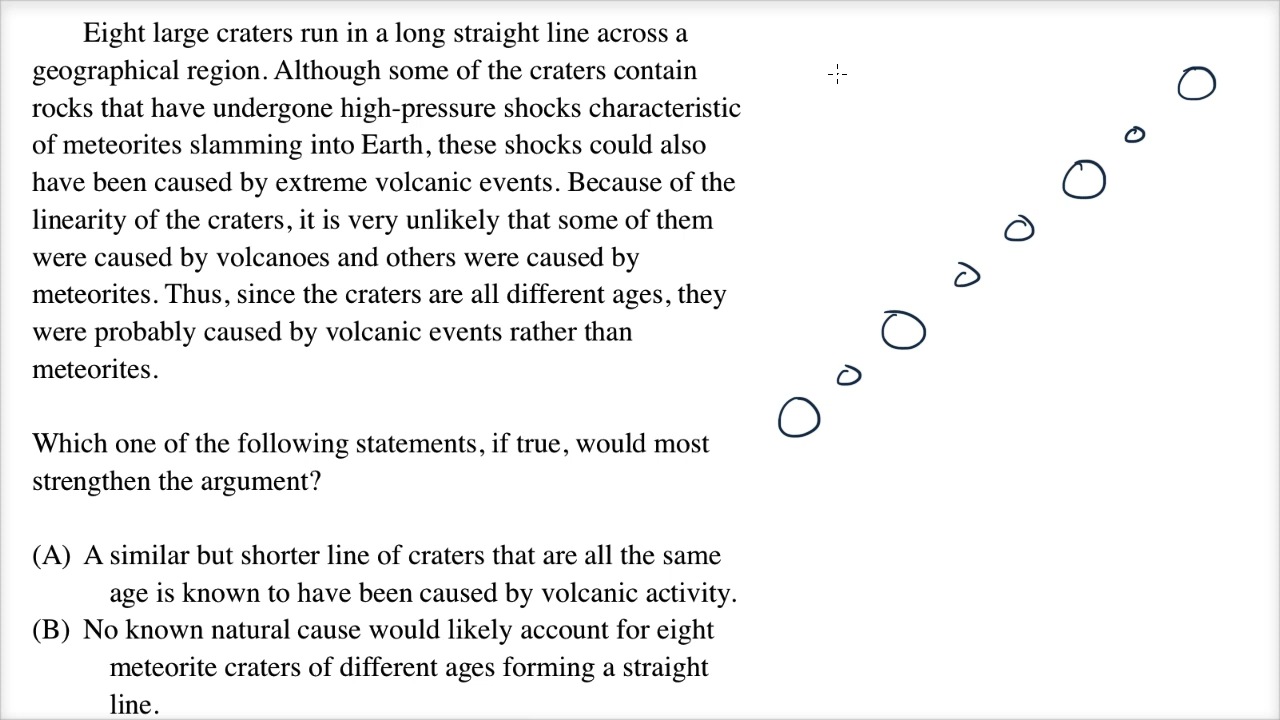 Eight large craters run in a long straight line across a
geographical region. Although some of the craters contain
rocks that have undergone high-pressure shocks characteristic
of meteorites slamming into Earth, these shocks could also
have been caused by extreme volcanic events. Because of the
linearity of the craters, it is very unlikely that some of them
were caused by volcanoes and others were caused by
meteorites. Thus, since the craters are all different ages, they
were probably caused by volcanic events rather than
meteorites.
Which one of the following statements, if true, would most
strengthen the argument?
(A) A similar but shorter line of craters that are all the same
age is known to have been caused by volcanic activity.
(B) No known natural cause would likely account for eight
meteorite craters of different ages forming a straight
line.